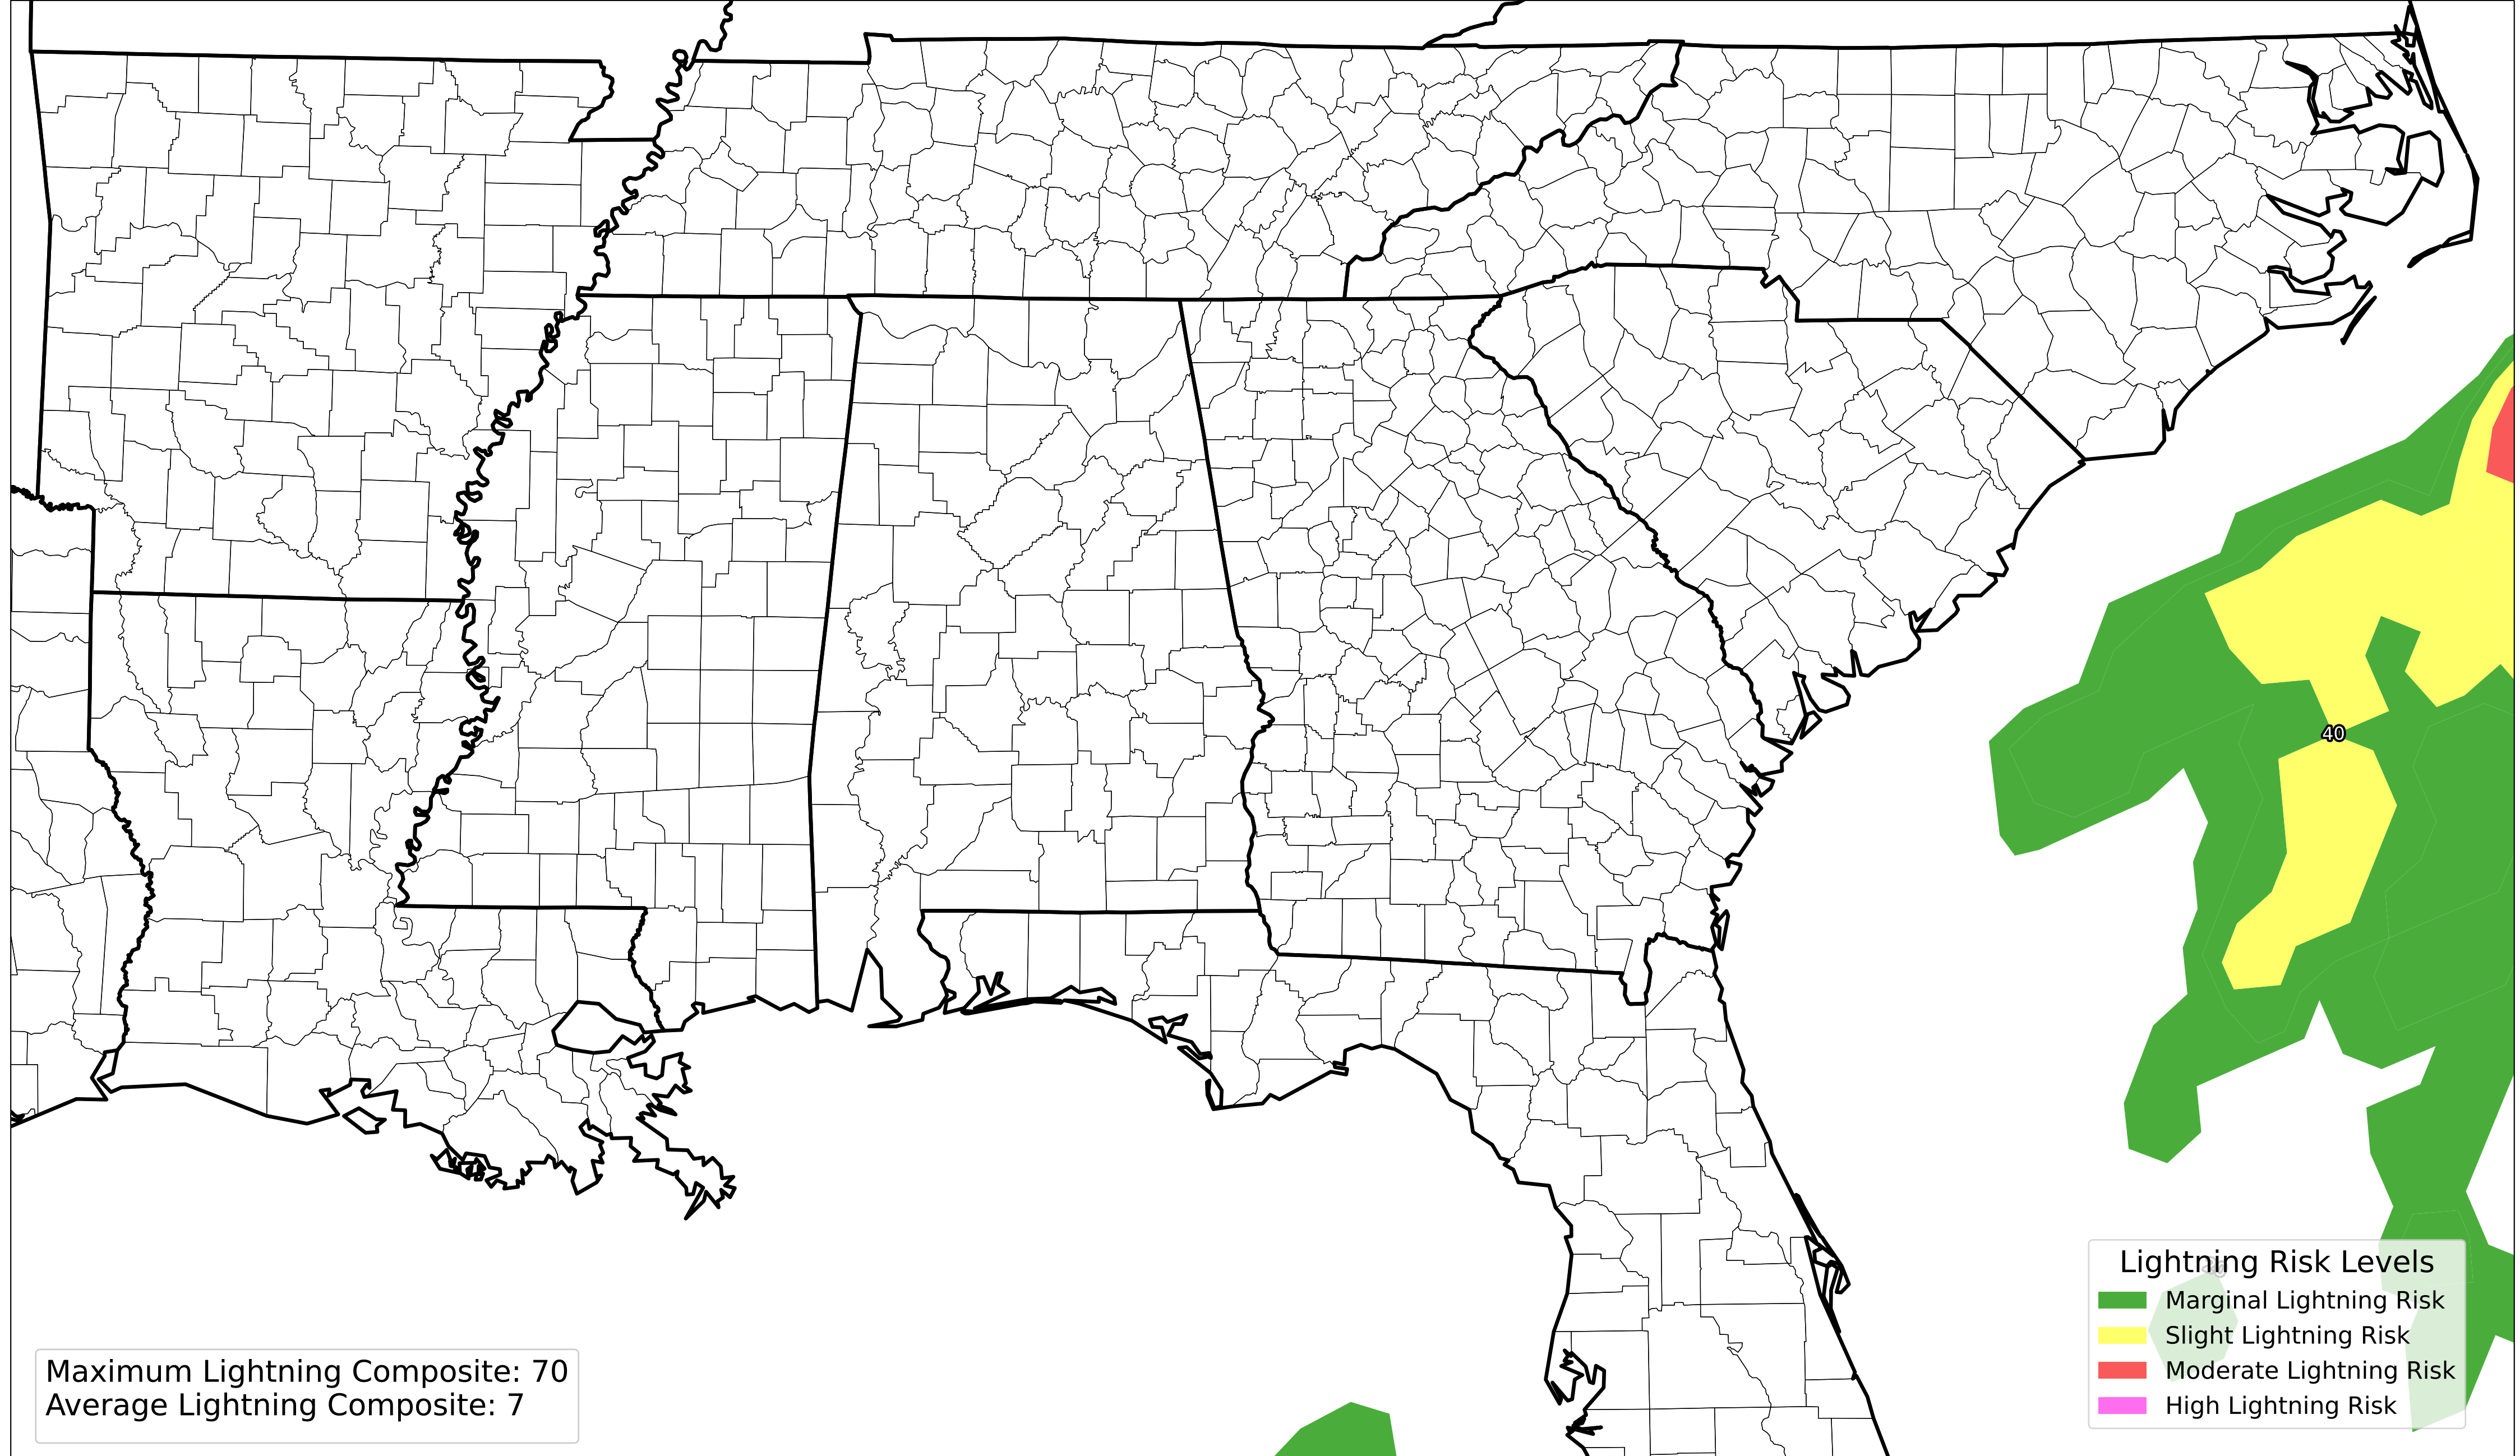 40
Lightning Risk Levels
Marginal Lightning Risk
Slight Lightning Risk
Moderate Lightning Risk
High Lightning Risk
Maximum Lightning Composite: 70
Average Lightning Composite: 7